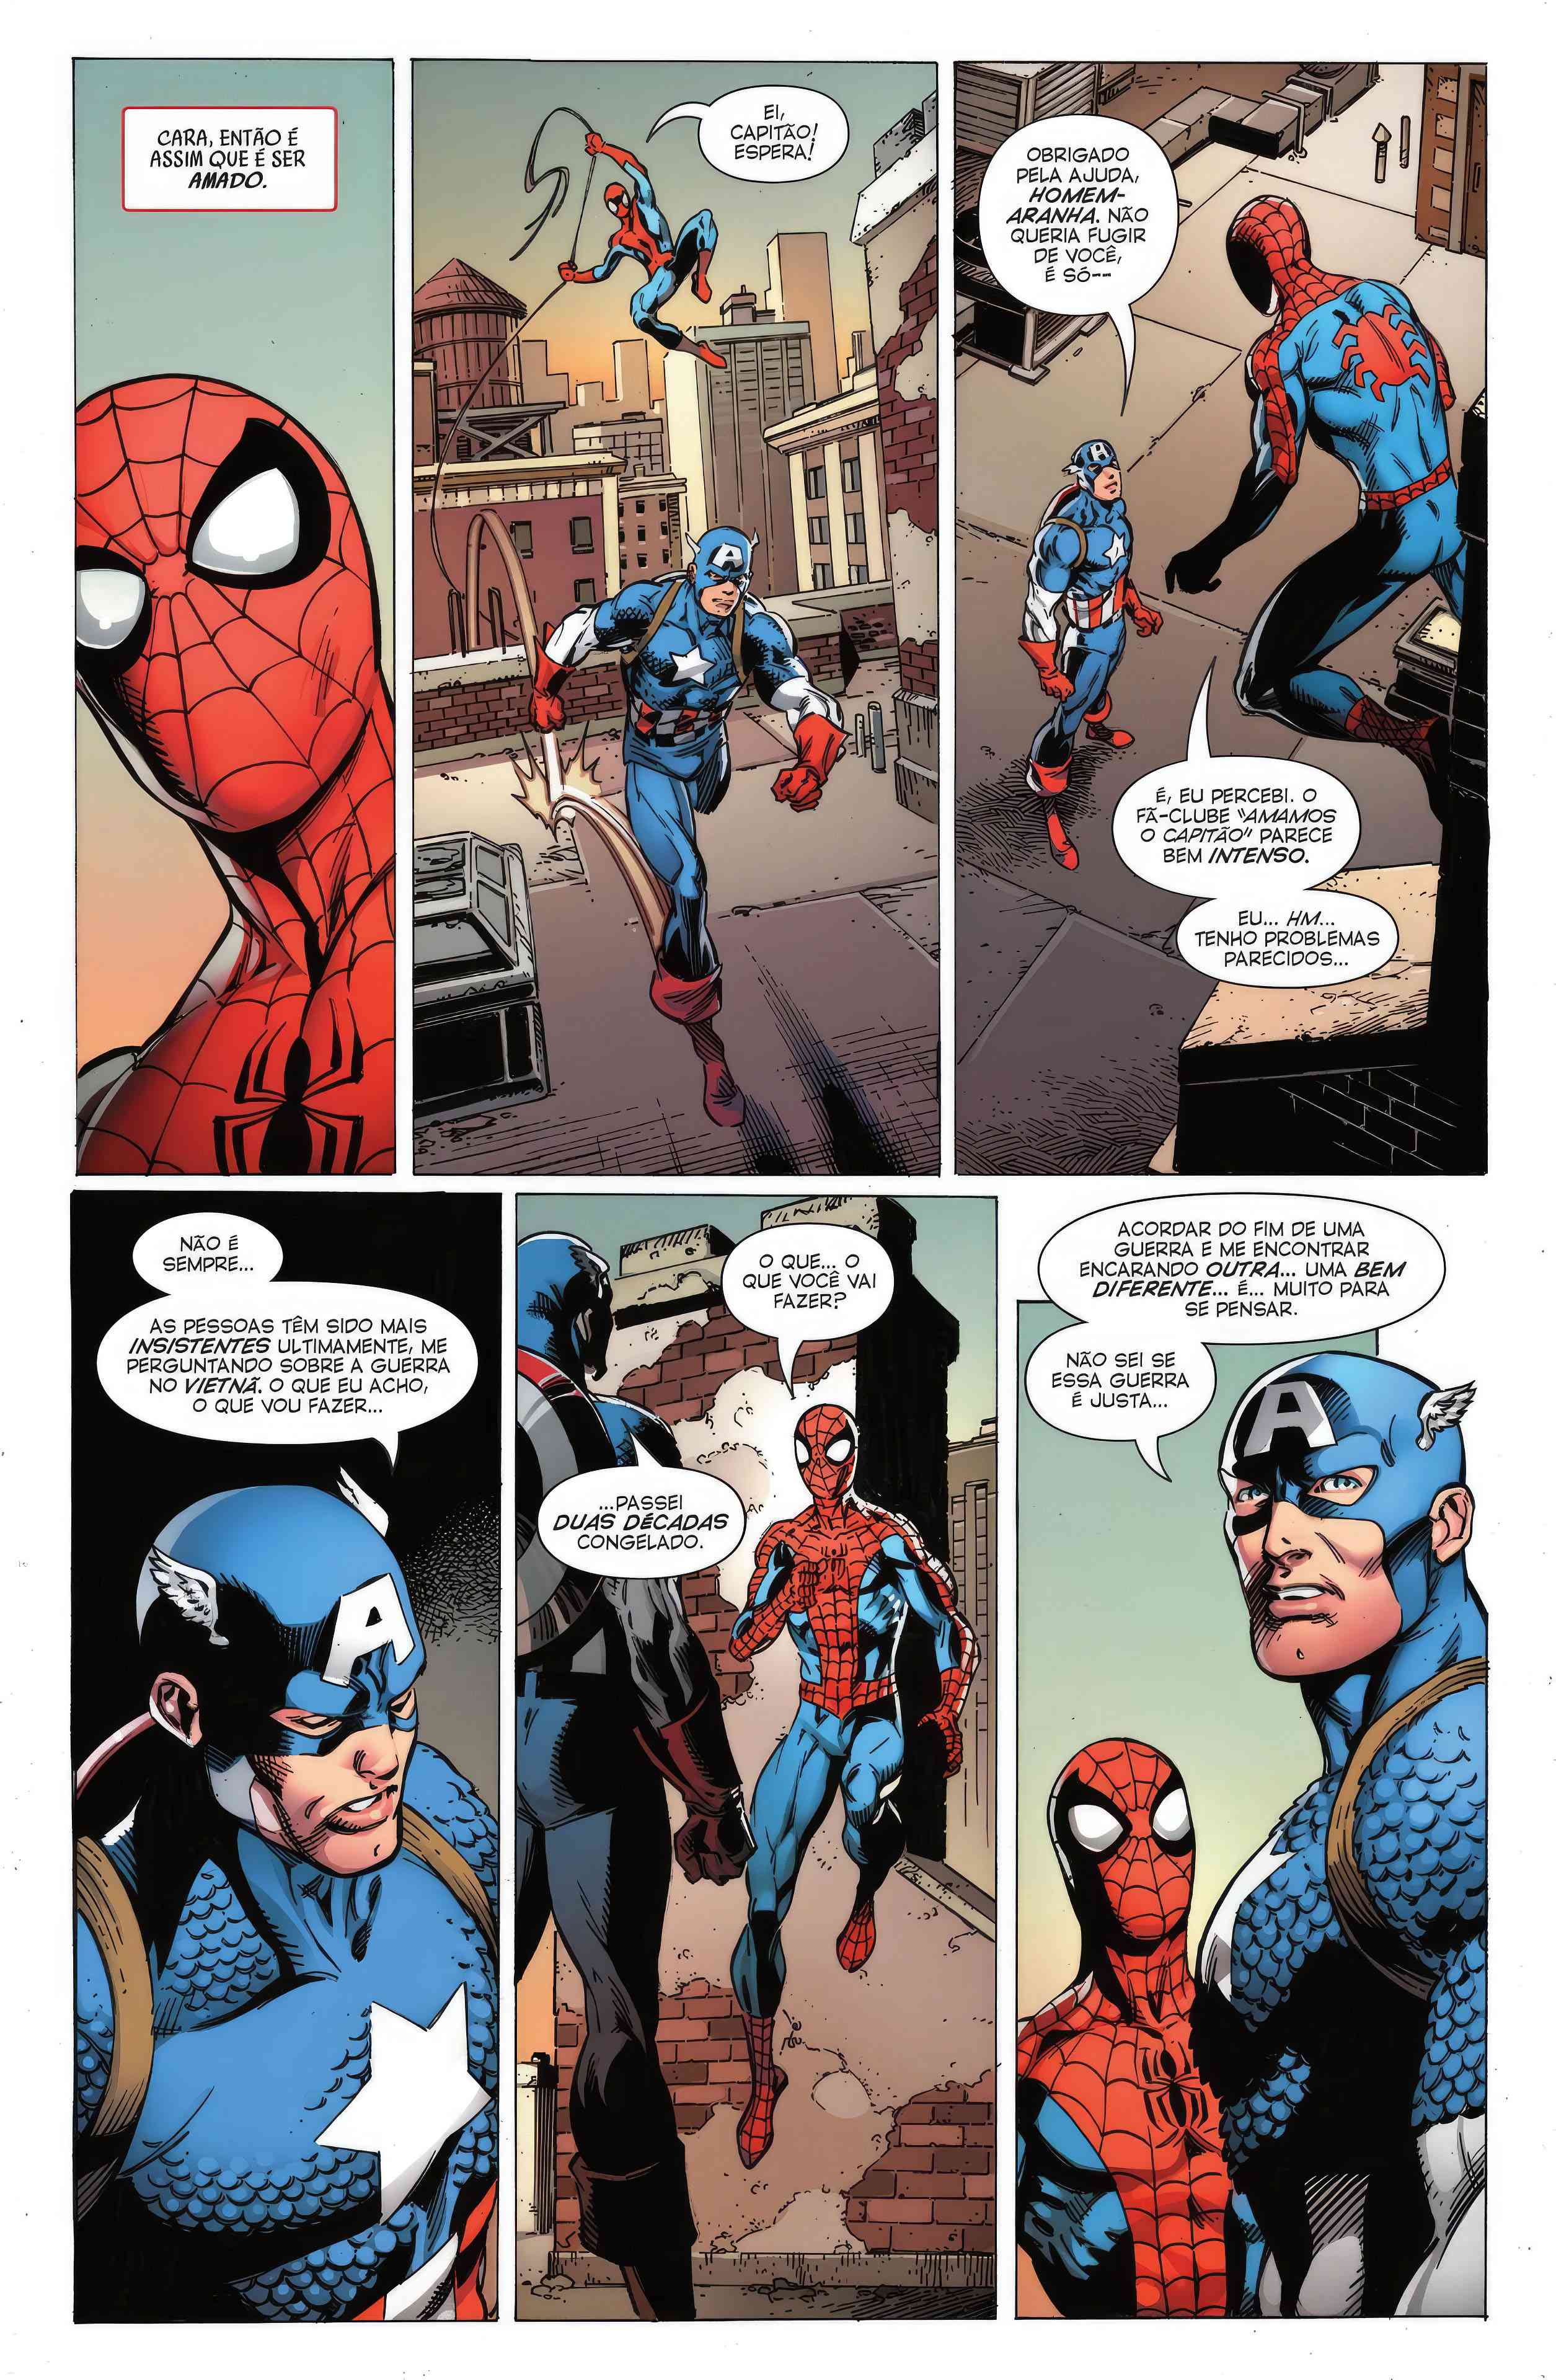 CARA, ENTÃO É
ASSIM QUE É SER
AMADO.
EI,
CAPITÃO!
ESPERA!
OBRIGADO
PELA AJUDA,
HOMEM-
ARANHA. NÃO
QUERIA FUGIR
DE VOCÊ,
É SÓ--
É, EU PERCEBI. O
FÃ-CLUBE "AMAMOS
O CAPITÃO" PARECE
BEM INTENSO.
EU... HM...
TENHO PROBLEMAS
PARECIDOS...
NÃO É
SEMPRE...
AS PESSOAS TÊM SIDO MAIS
INSISTENTES ULTIMAMENTE, ME
PERGUNTANDO SOBRE A GUERRA
NO VIETNÃ. O QUE EU ACHO,
O QUE VOU FAZER...
O QUE... O
QUE VOCÊ VAI
FAZER?
...PASSEI
DUAS DÉCADAS
CONGELADO.
ACORDAR DO FIM DE UMA
GUERRA E ME ENCONTRAR
ENCARANDO OUTRA... UMA BEM
DIFERENTE... É... MUITO PARA
SE PENSAR.
NÃO SEI SE
ESSA GUERRA
É JUSTA...
A
A
A
A